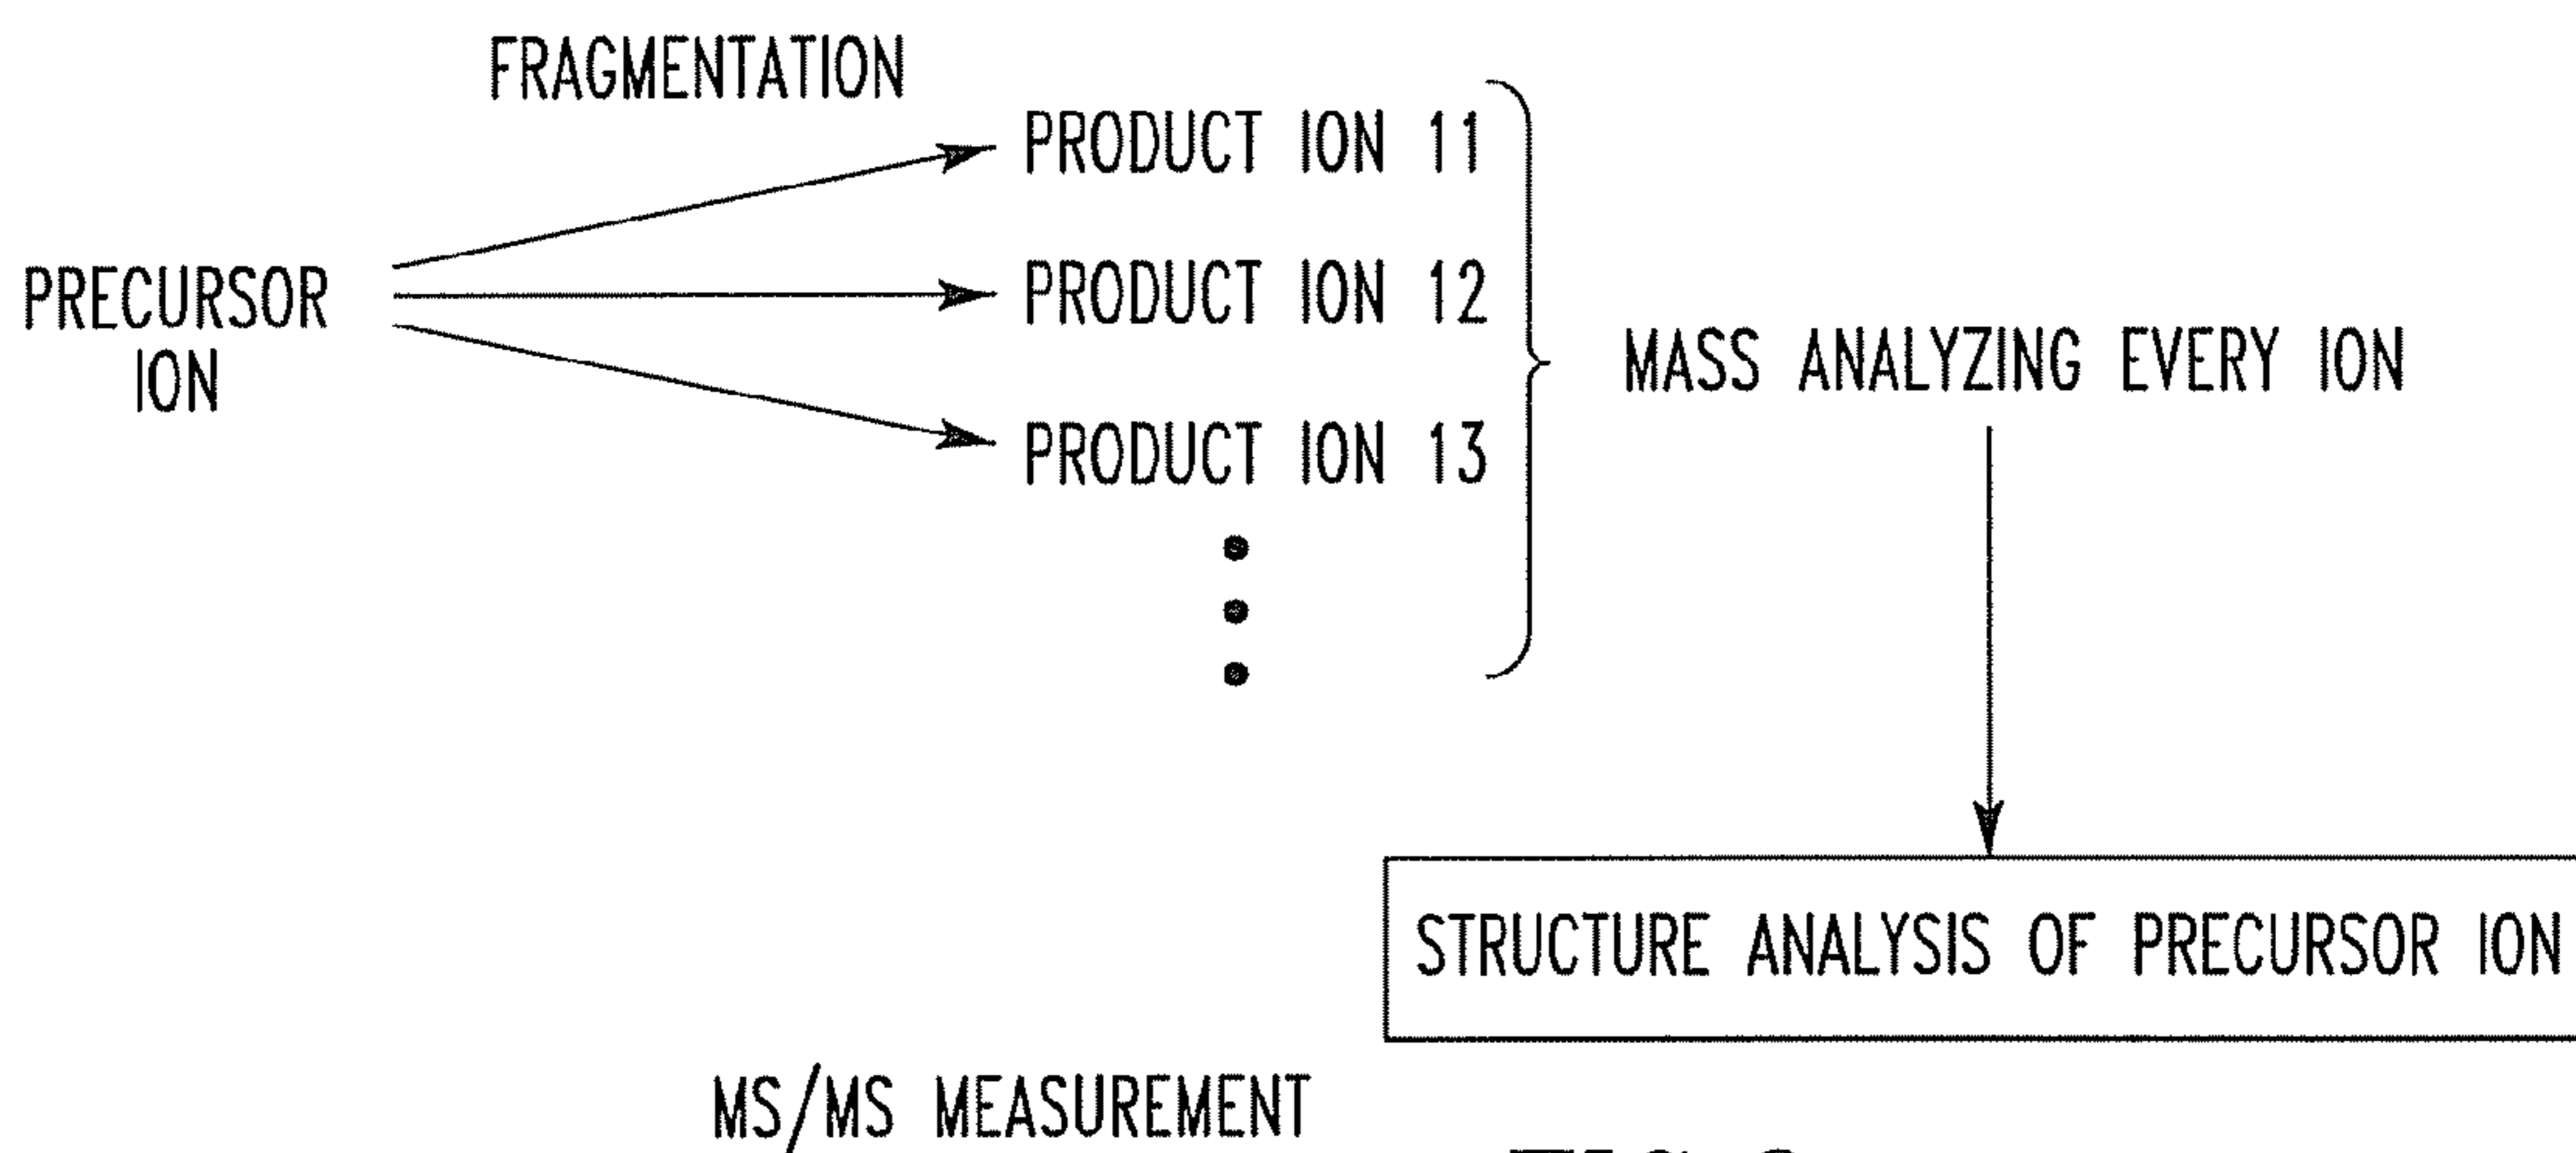 FRAGMENTATION
PRODUCT ION 11
PRECURSOR
ION
PRODUCT ION 12
PRODUCT ION 13
MASS ANALYZING EVERY ION
STRUCTURE ANALYSIS OF PRECURSOR ION
MS/MS MEASUREMENT